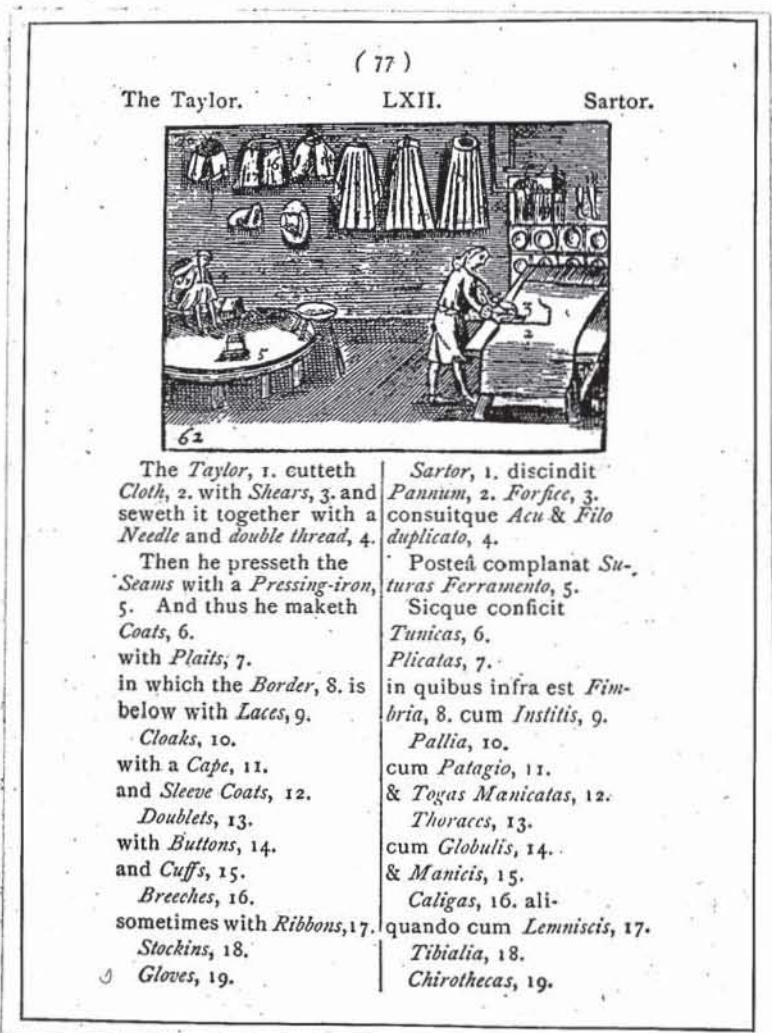 ( 77 )
The Taylor. LXII. Sartor.
17 16
3
2
5
62
The Taylor, 1. cutteth
Cloth, 2. with Shears, 3. and
seweth it together with a
Needle and double thread, 4.
Then he presseth the
Seams with a Pressing-iron,
5. And thus he maketh
Coats, 6.
with Plaits, 7.
in which the Border, 8. is
below with Laces, 9.
Cloaks, 10.
with a Cape, 11.
and Sleeve Coats, 12.
Doublets, 13.
with Buttons, 14.
and Cuffs, 15.
Breeches, 16.
sometimes with Ribbons, 17.
Stockins, 18.
Gloves, 19.
Sartor, 1. discindit
Pannum, 2. Forfice, 3.
consuitque Acu & Filo
duplicato, 4.
Posteâ complanat Su-
turas Ferramento, 5.
Sicque conficit
Tunicas, 6.
Plicatas, 7.
in quibus infra est Fim-
bria, 8. cum Institis, 9.
Pallia, 10.
cum Patagio, 11.
& Togas Manicatas, 12.
Thoraces, 13.
cum Globulis, 14.
& Manicis, 15.
Caligas, 16. ali-
quando cum Lemniscis, 17.
Tibialia, 18.
Chirothecas, 19.